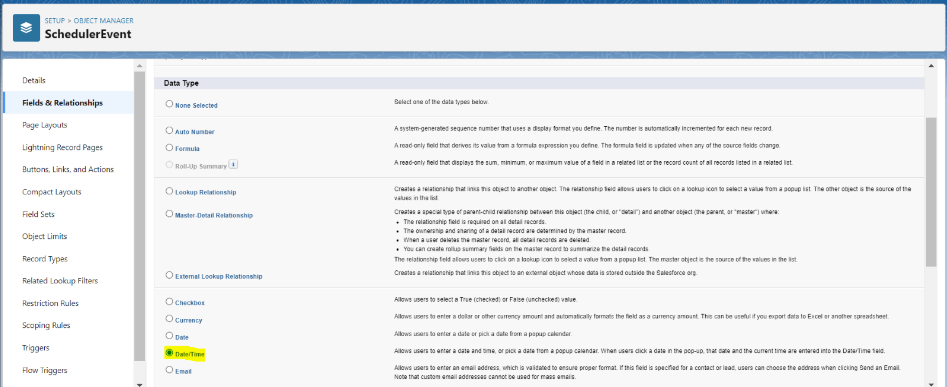 SETUP > OBJECT MANAGER
SchedulerEvent
Details
Fields & Relationships
Page Layouts
Lightning Record Pages
Buttons, Links, and Actions
Compact Layouts
Field Sets
Object Limits
Record Types
Related Lookup Filters
Restriction Rules
Scoping Rules
Triggers
Flow Triggers
Data Type
None Selected
Select one of the data types below.
Auto Number
A system-generated sequence number that uses a display format you define. The number is automatically incremented for each new record.
Formula
A read-only field that derives its value from a formula expression you define. The formula field is updated when any of the source fields change.
Roll-Up Summary
A read-only field that displays the sum, minimum, or maximum value of a field in a related list or the record count of all records listed in a related list.
Lookup Relationship
Creates a relationship that links this object to another object. The relationship field allows users to click on a lookup icon to select a value from a popup list. The other object is the source of the
values in the list.
Master-Detail Relationship
Creates a special type of parent-child relationship between this object (the child, or "detail") and another object (the parent, or "master") where:
• The relationship field is required on all detail records.
• The ownership and sharing of a detail record are determined by the master record.
• When a user deletes the master record, all detail records are deleted.
• You can create rollup summary fields on the master record to summarize the detail records.
The relationship field allows users to click on a lookup icon to select a value from a popup list. The master object is the source of the values in the list.
External Lookup Relationship
Creates a relationship that links this object to an external object whose data is stored outside the Salesforce org.
Checkbox
Allows users to select a True (checked) or False (unchecked) value.
Currency
Allows users to enter a dollar or other currency amount and automatically formats the field as a currency amount. This can be useful if you export data to Excel or another spreadsheet.
Date
Allows users to enter a date or pick a date from a popup calendar.
Date/Time
Allows users to enter a date and time, or pick a date from a popup calendar. When users click a date in the pop-up, that date and the current time are entered into the Date/Time field.
Email
Allows users to enter an email address, which is validated to ensure proper format. If this field is specified for a contact or lead, users can choose the address when clicking Send an Email.
Note that custom email addresses cannot be used for mass emails.